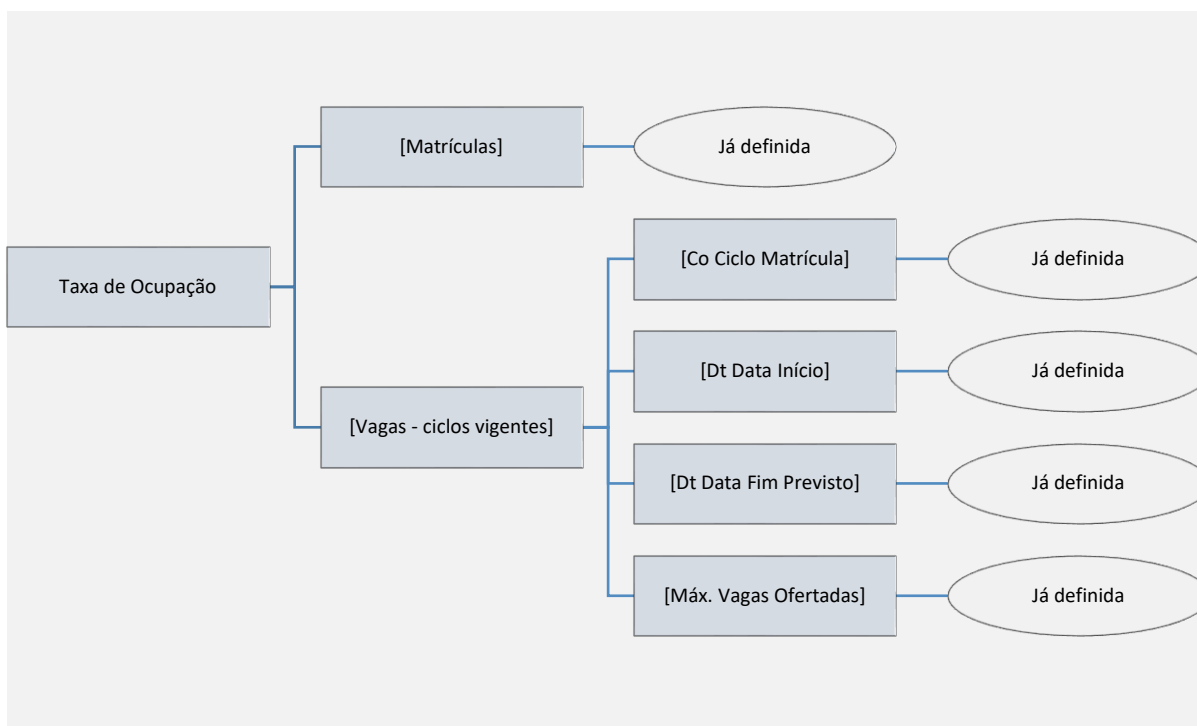 [Matrículas]
Já definida
[Co Ciclo Matrícula]
Já definida
Taxa de Ocupação
[Dt Data Início]
Já definida
[Vagas - ciclos vigentes]
[Dt Data Fim Previsto]
Já definida
[Máx. Vagas Ofertadas]
Já definida